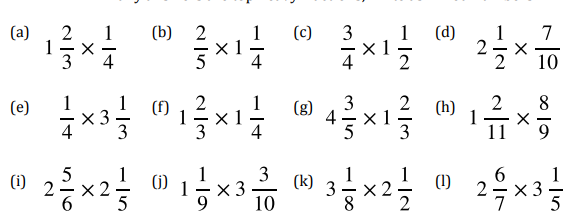 (a) 1 2/3 × 1/4 (b) 2/5 × 1 1/4 (c) 3/4 × 1 1/2 (d) 2 1/2 × 7/10
(e) 1/4 × 3 1/3 (f) 1 2/3 × 1 1/4 (g) 4 3/5 × 1 2/3 (h) 1 2/11 × 8/9
(i) 2 5/6 × 2 1/5 (j) 1 1/9 × 3 3/10 (k) 3 1/8 × 2 1/2 (l) 2 6/7 × 3 1/5